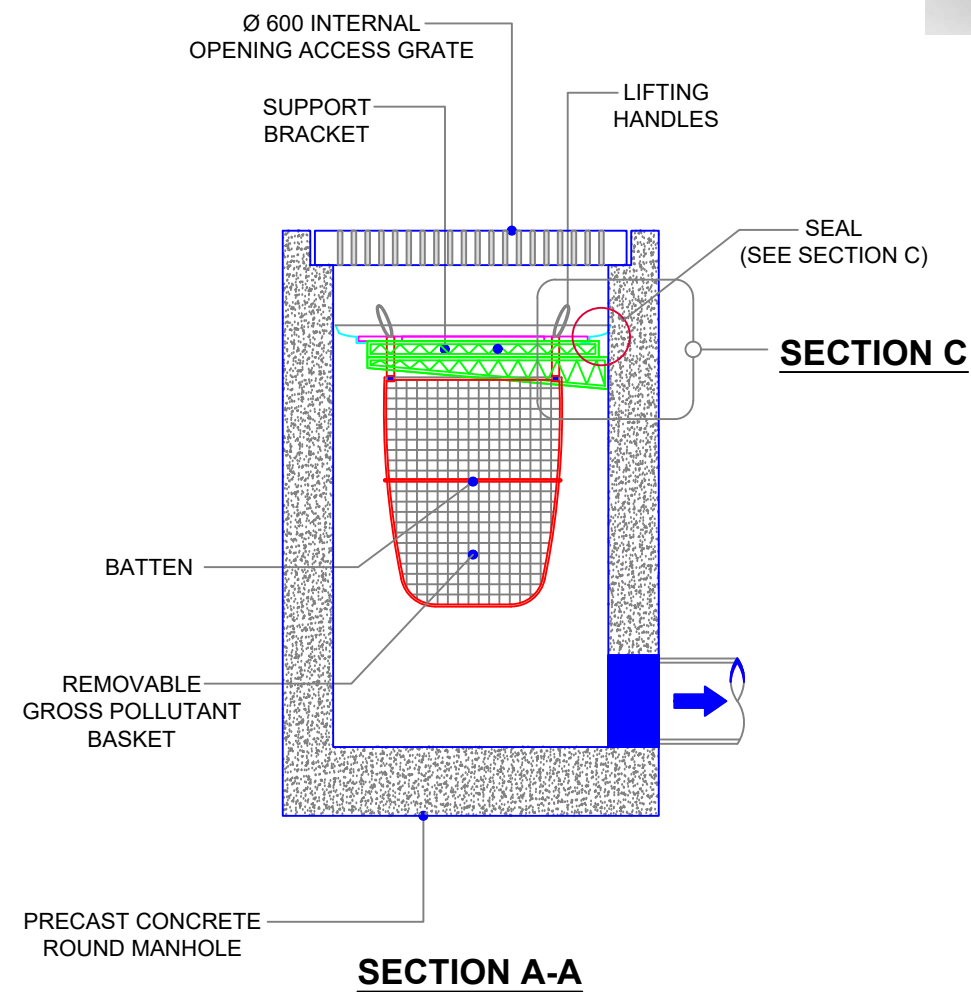 Ø 600 INTERNAL
OPENING ACCESS GRATE
SUPPORT
BRACKET
LIFTING
HANDLES
SEAL
(SEE SECTION C)
SECTION C
BATTEN
REMOVABLE
GROSS POLLUTANT
BASKET
PRECAST CONCRETE
ROUND MANHOLE
SECTION A-A